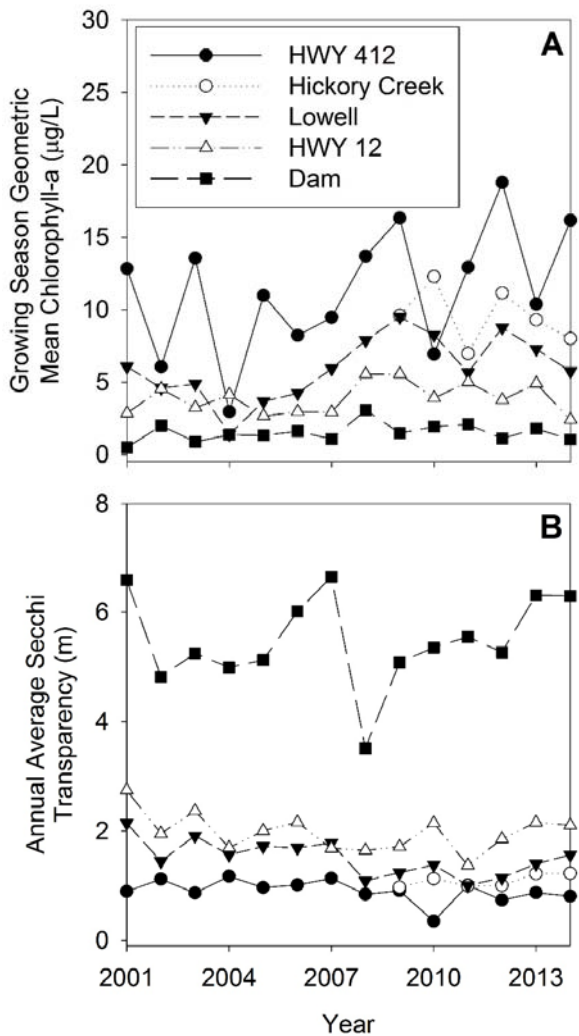 30
A
HWY 412
Hickory Creek
25
Lowell
HWY 12
20
Dam
15
10
5
0
Growing Season Geometric
Mean Chlorophyll-a (µg/L)
8
B
6
4
2
0
Annual Average Secchi
Transparency (m)
2001 2004 2007 2010 2013
Year